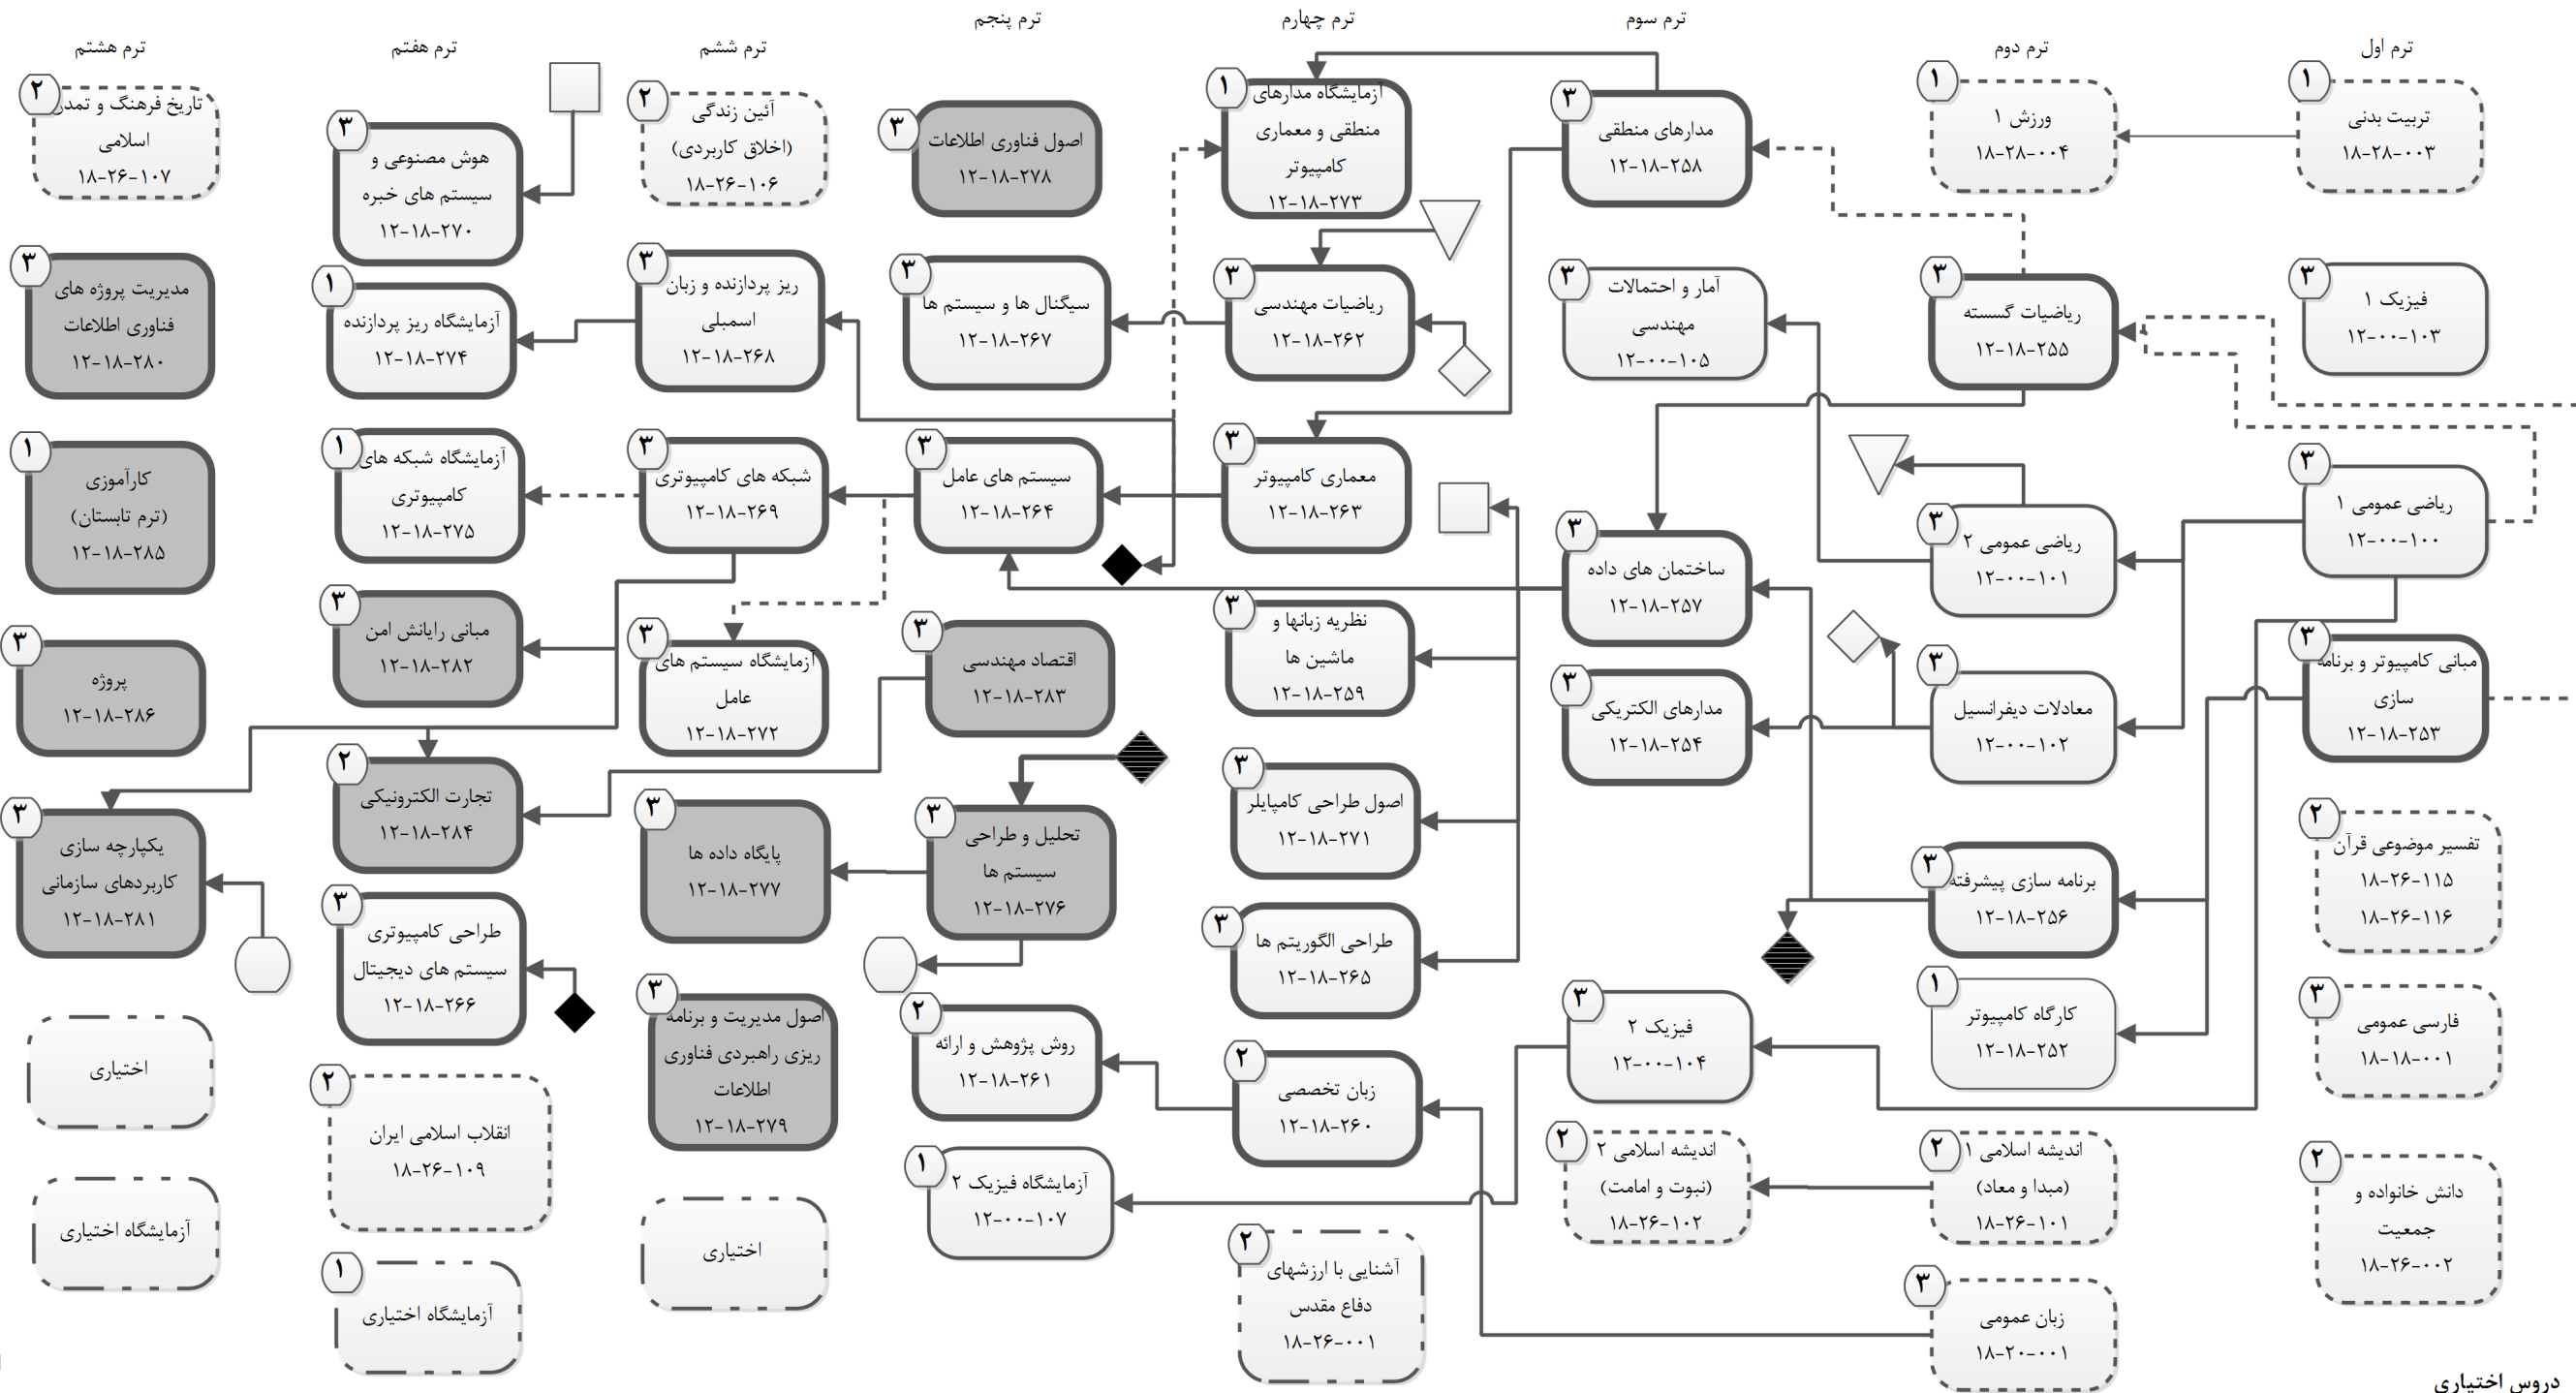 ترم اول
۱
تربیت بدنی
۱۸-۲۸-۰۰۳
۳
فیزیک ۱
۱۲-۰۰-۱۰۳
۳
ریاضی عمومی ۱
۱۲-۰۰-۱۰۰
۳
مبانی کامپیوتر و برنامه
سازی
۱۲-۱۸-۲۵۳
۲
تفسیر موضوعی قرآن
۱۸-۲۶-۱۱۵
۱۸-۲۶-۱۱۶
۳
فارسی عمومی
۱۸-۱۸-۰۰۱
۲
دانش خانواده و
جمعیت
۱۸-۲۶-۰۰۲
ترم دوم
۱
ورزش ۱
۱۸-۲۸-۰۰۴
۳
ریاضیات گسسته
۱۲-۱۸-۲۵۵
۳
ریاضی عمومی ۲
۱۲-۰۰-۱۰۱
۳
معادلات دیفرانسیل
۱۲-۰۰-۱۰۲
۳
برنامه سازی پیشرفته
۱۲-۱۸-۲۵۶
۱
کارگاه کامپیوتر
۱۲-۱۸-۲۵۲
۲
اندیشه اسلامی ۱
(مبدا و معاد)
۱۸-۲۶-۱۰۱
۳
زبان عمومی
۱۸-۲۰-۰۰۱
ترم سوم
۳
مدارهای منطقی
۱۲-۱۸-۲۵۸
۳
آمار و احتمالات
مهندسی
۱۲-۰۰-۱۰۵
۳
ساختمان های داده
۱۲-۱۸-۲۵۷
۳
مدارهای الکتریکی
۱۲-۱۸-۲۵۴
۳
فیزیک ۲
۱۲-۰۰-۱۰۴
۲
اندیشه اسلامی ۲
(نبوت و امامت)
۱۸-۲۶-۱۰۲
ترم چهارم
۱
آزمایشگاه مدارهای
منطقی و معماری
کامپیوتر
۱۲-۱۸-۲۷۳
۳
ریاضیات مهندسی
۱۲-۱۸-۲۶۲
۳
معماری کامپیوتر
۱۲-۱۸-۲۶۳
۳
نظریه زبانها و
ماشین ها
۱۲-۱۸-۲۵۹
۳
اصول طراحی کامپایلر
۱۲-۱۸-۲۷۱
۳
طراحی الگوریتم ها
۱۲-۱۸-۲۶۵
۲
زبان تخصصی
۱۲-۱۸-۲۶۰
۲
آشنایی با ارزشهای
دفاع مقدس
۱۸-۲۶-۰۰۱
ترم پنجم
۳
اصول فناوری اطلاعات
۱۲-۱۸-۲۷۸
۳
سیگنال ها و سیستم ها
۱۲-۱۸-۲۶۷
۳
سیستم های عامل
۱۲-۱۸-۲۶۴
۳
اقتصاد مهندسی
۱۲-۱۸-۲۸۳
۳
تحلیل و طراحی
سیستم ها
۱۲-۱۸-۲۷۶
۲
روش پژوهش و ارائه
۱۲-۱۸-۲۶۱
۱
آزمایشگاه فیزیک ۲
۱۲-۰۰-۱۰۷
ترم ششم
۲
آئین زندگی
(اخلاق کاربردی)
۱۸-۲۶-۱۰۶
۳
ریز پردازنده و زبان
اسمبلی
۱۲-۱۸-۲۶۸
۳
شبکه های کامپیوتری
۱۲-۱۸-۲۶۹
۳
آزمایشگاه سیستم های
عامل
۱۲-۱۸-۲۷۲
۳
پایگاه داده ها
۱۲-۱۸-۲۷۷
۳
اصول مدیریت و برنامه
ریزی راهبردی فناوری
اطلاعات
۱۲-۱۸-۲۷۹
اختیاری
ترم هفتم
۳
هوش مصنوعی و
سیستم های خبره
۱۲-۱۸-۲۷۰
۱
آزمایشگاه ریز پردازنده
۱۲-۱۸-۲۷۴
۱
آزمایشگاه شبکه های
کامپیوتری
۱۲-۱۸-۲۷۵
۳
مبانی رایانش امن
۱۲-۱۸-۲۸۲
۲
تجارت الکترونیکی
۱۲-۱۸-۲۸۴
۳
طراحی کامپیوتری
سیستم های دیجیتال
۱۲-۱۸-۲۶۶
۲
انقلاب اسلامی ایران
۱۸-۲۶-۱۰۹
۱
آزمایشگاه اختیاری
ترم هشتم
۲
تاریخ فرهنگ و تمدن
اسلامی
۱۸-۲۶-۱۰۷
۳
مدیریت پروژه های
فناوری اطلاعات
۱۲-۱۸-۲۸۰
۱
کارآموزی
(ترم تابستان)
۱۲-۱۸-۲۸۵
۳
پروژه
۱۲-۱۸-۲۸۶
۳
یکپارچه سازی
کاربردهای سازمانی
۱۲-۱۸-۲۸۱
اختیاری
آزمایشگاه اختیاری
دروس اختیاری